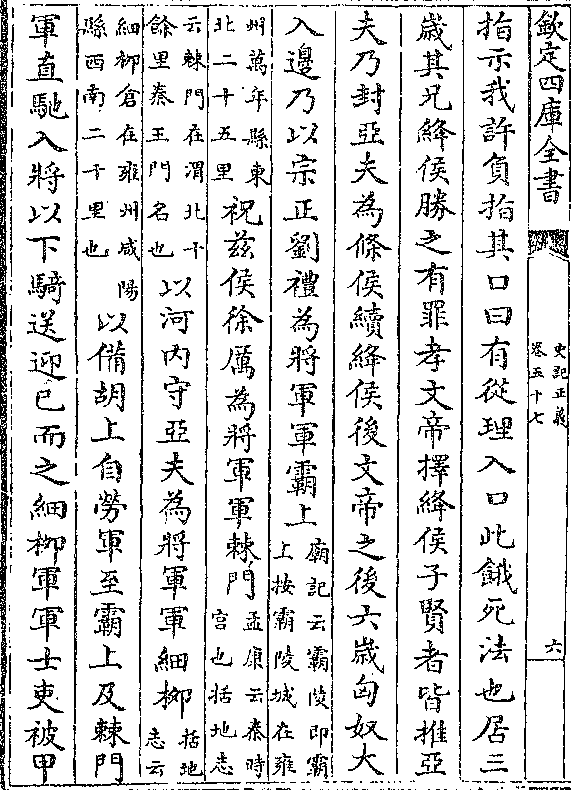 欽定四庫全書
史記正義
卷五十七
六
指示我許負指其口曰有從理入口此餓死法也居三
歳其兄絳侯勝之有罪孝文帝擇絳侯子賢者皆推亞
夫乃封亞夫為條侯續絳侯後文帝之後六歳匈奴大
入邊乃以宗正劉禮為將軍軍霸上廟記云霸陵即霸上按霸陵城在雍
州萬年縣東北二十五里祝兹侯徐厲為將軍軍棘門孟康云秦時宫也括地志
云棘門在渭北十餘里秦王門名也以河内守亞夫為將軍軍細栁括地志云
細栁倉在雍州咸陽縣西南二十里也以備胡上自勞軍至霸上及棘門
軍直馳入將以下騎送迎已而之細栁軍軍士吏被甲